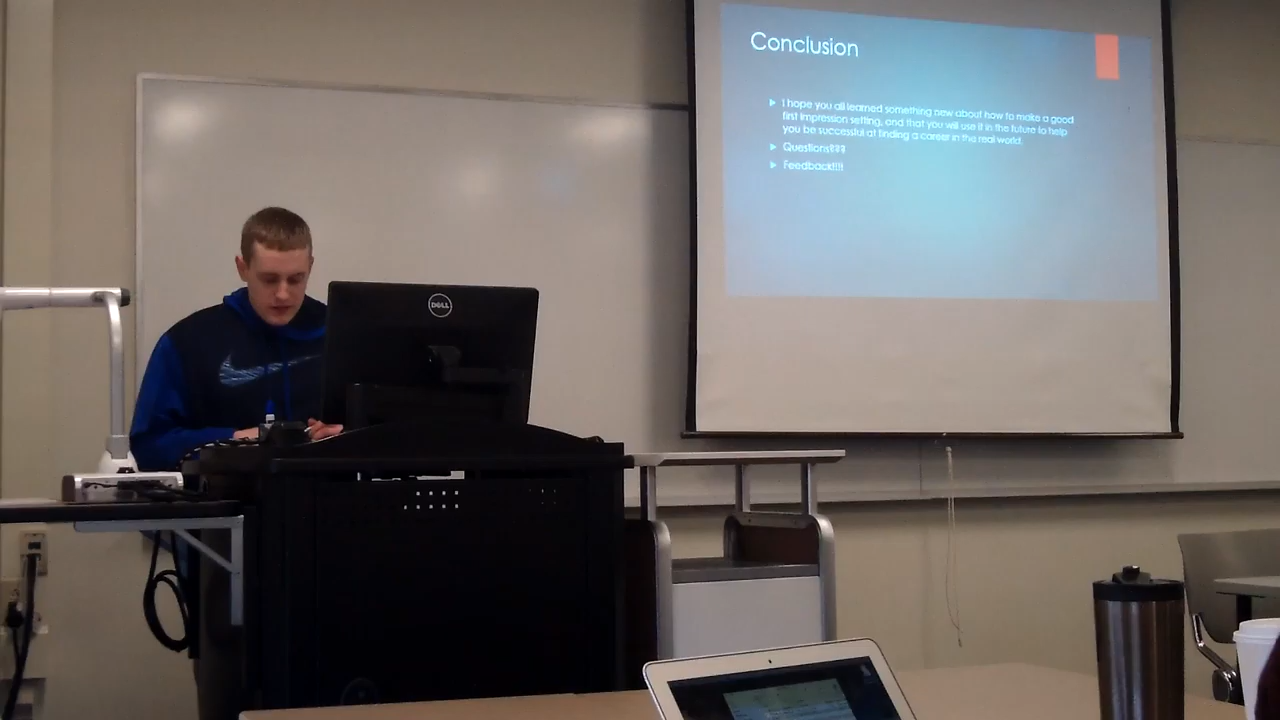 Conclusion
I hope you all learned something new about how to make a good
first impression setting, and that you will use it in the future to help
you be successful at finding a career in the real world.
Questions???
Feedback!!!!
DELL